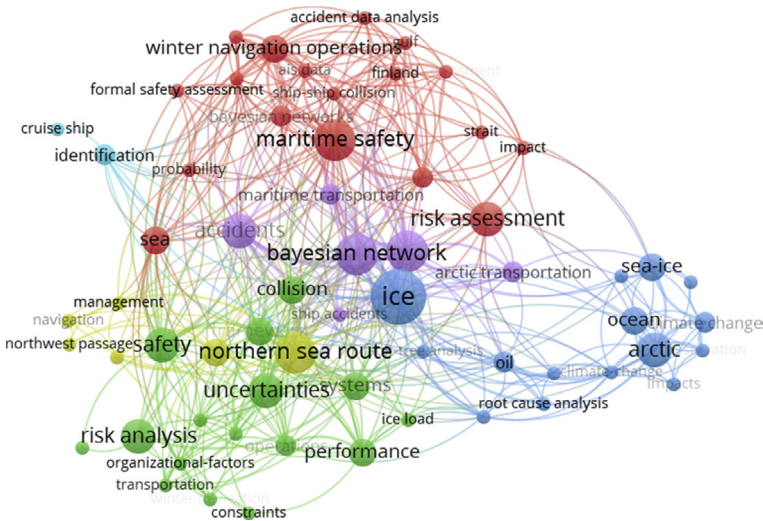 accident data analysis
winter navigation operations
gulf
ais data
finland
formal safety assessment
ship-ship collision
bayesian networks
cruise ship
maritime safety
strait
impact
identification
probability
maritime transportation
risk assessment
accidents
sea
bayesian network
sea-ice
arctic transportation
collision
ice
management
ship accidents
ocean
climate change
navigation
northwest passage
safety
northern sea route
-tree analysis
arctic
oil
climate-change
impacts
uncertainties
systems
root cause analysis
ice load
risk analysis
operations
performance
organizational-factors
transportation
constraints